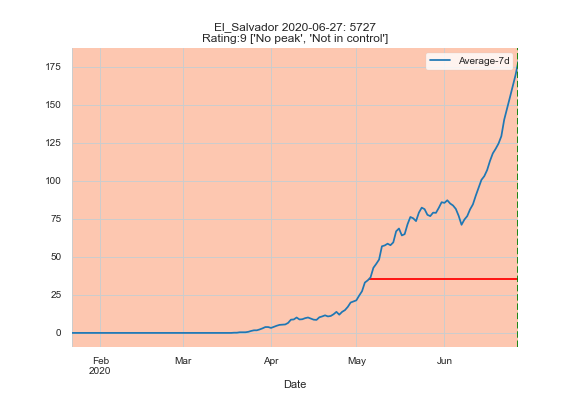 El_Salvador 2020-06-27: 5727
Rating:9 ['No peak', 'Not in control']
Average-7d
175
150
125
100
75
50
25
0
Feb
2020
Mar
Apr
May
Jun
Date